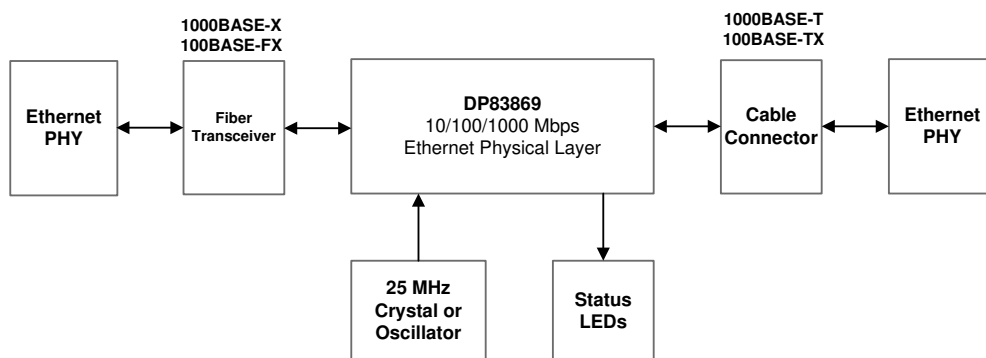 1000BASE-X
100BASE-FX
1000BASE-T
100BASE-TX
Ethernet
PHY
Fiber
Transceiver
DP83869
10/100/1000 Mbps
Ethernet Physical Layer
Cable
Connector
Ethernet
PHY
25 MHz
Crystal or
Oscillator
Status
LEDs